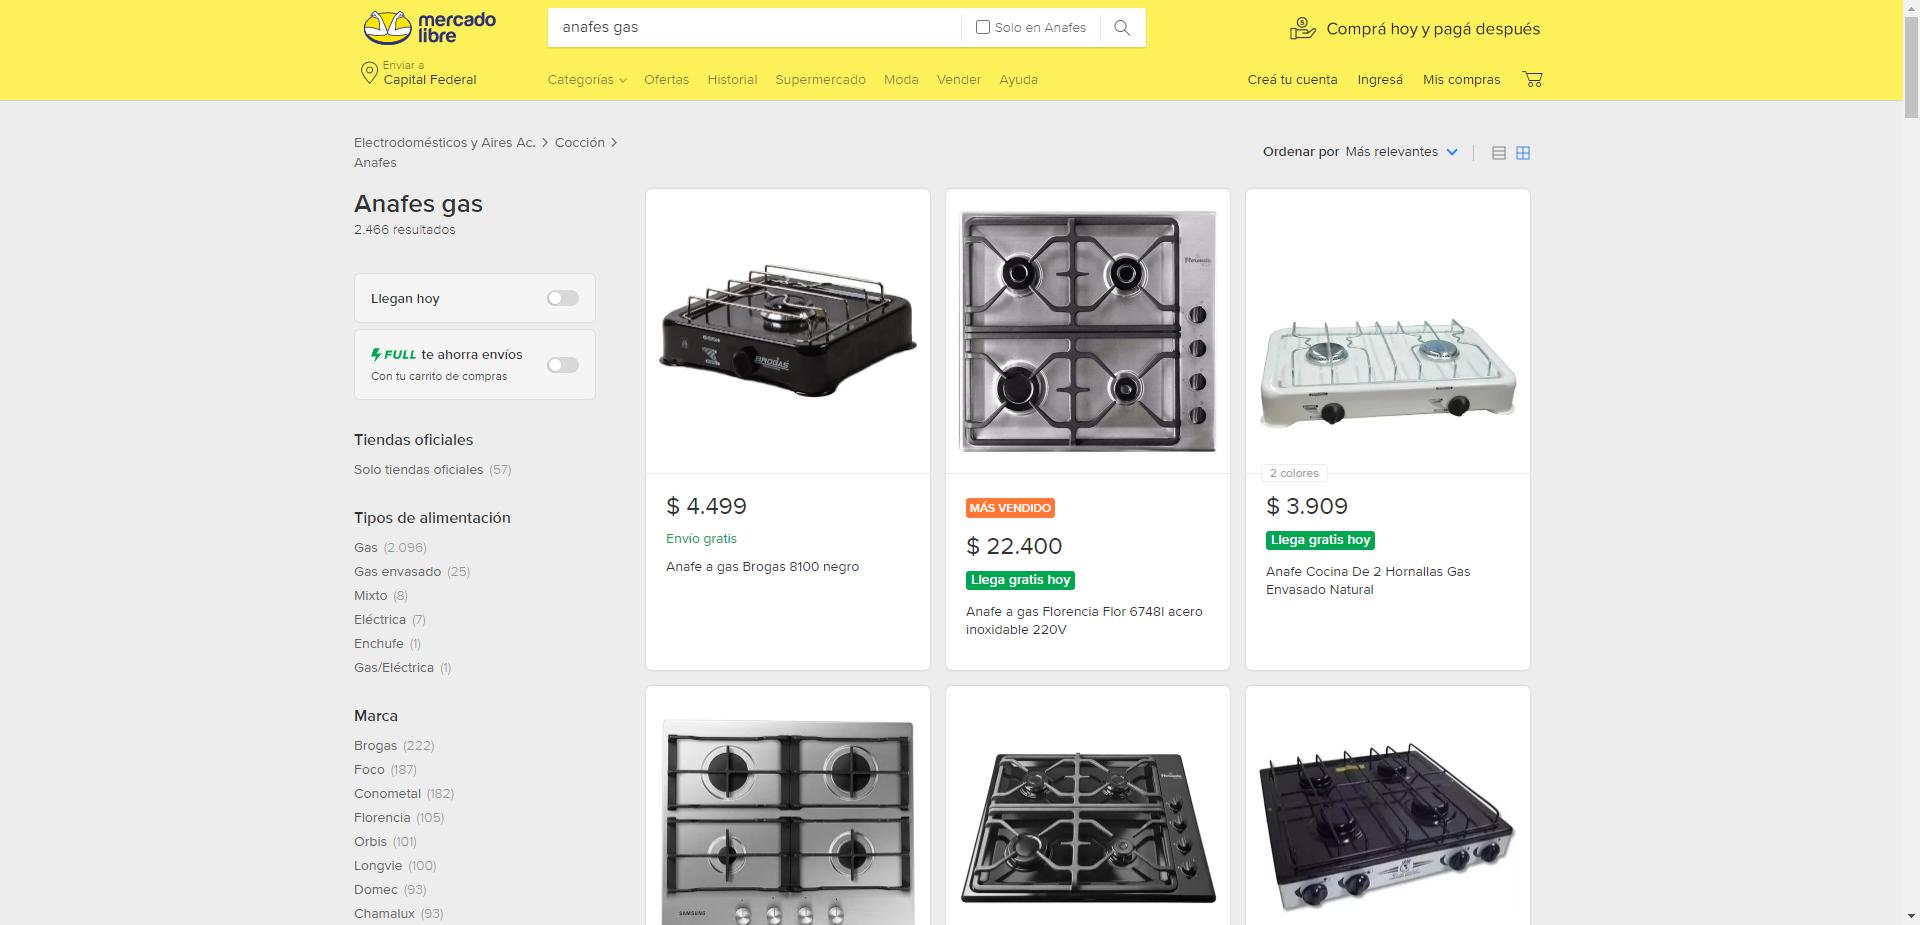 mercado
libre
anafes gas
Solo en Anafes
Comprá hoy y pagá después
Enviar a
Capital Federal
Categorías
Ofertas
Historial
Supermercado
Moda
Vender
Ayuda
Creá tu cuenta
Ingresá
Mis compras
Electrodomésticos y Aires Ac. > Cocción >
Anafes
Ordenar por Más relevantes
Anafes gas
2.466 resultados
Llegan hoy
FULL te ahorra envíos
Con tu carrito de compras
Tiendas oficiales
Solo tiendas oficiales (57)
Tipos de alimentación
Gas (2.096)
Gas envasado (25)
Mixto (8)
Eléctrica (7)
Enchufe (1)
Gas/Eléctrica (1)
Marca
Brogas (222)
Foco (187)
Conometal (182)
Florencia (105)
Orbis (101)
Longvie (100)
Domec (93)
Chamalux (93)
BROGAS
$ 4.499
Envío gratis
Anafe a gas Brogas 8100 negro
Florencia
MÁS VENDIDO
$ 22.400
Llega gratis hoy
Anafe a gas Florencia Flor 6748I acero
inoxidable 220V
2 colores
$ 3.909
Llega gratis hoy
Anafe Cocina De 2 Hornallas Gas
Envasado Natural
SAMSUNG
Florencia